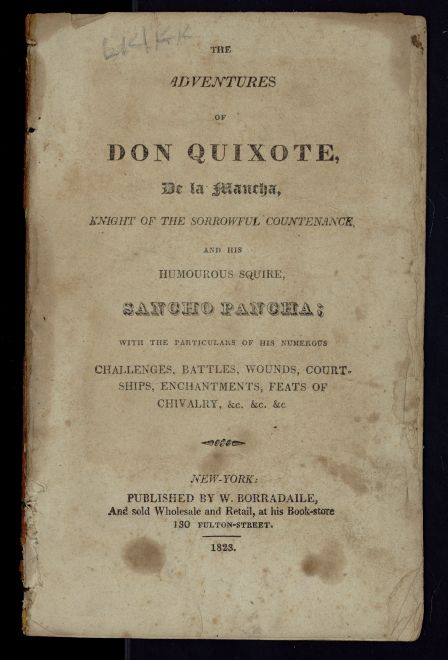 THE
ADVENTURES
OF
DON QUIXOTE,
De la Mancha,
KNIGHT OF THE SORROWFUL COUNTENANCE,
AND HIS
HUMOUROUS SQUIRE,
SANCHO PANCHA;
WITH THE PARTICULARS OF HIS NUMEROUS
CHALLENGES, BATTLES, WOUNDS, COURT-
SHIPS, ENCHANTMENTS, FEATS OF
CHIVALRY, &c. &c. &c
NEW-YORK:
PUBLISHED BY W. BORRADAILE,
And sold Wholesale and Retail, at his Book-store
130 FULTON-STREET.
1823.